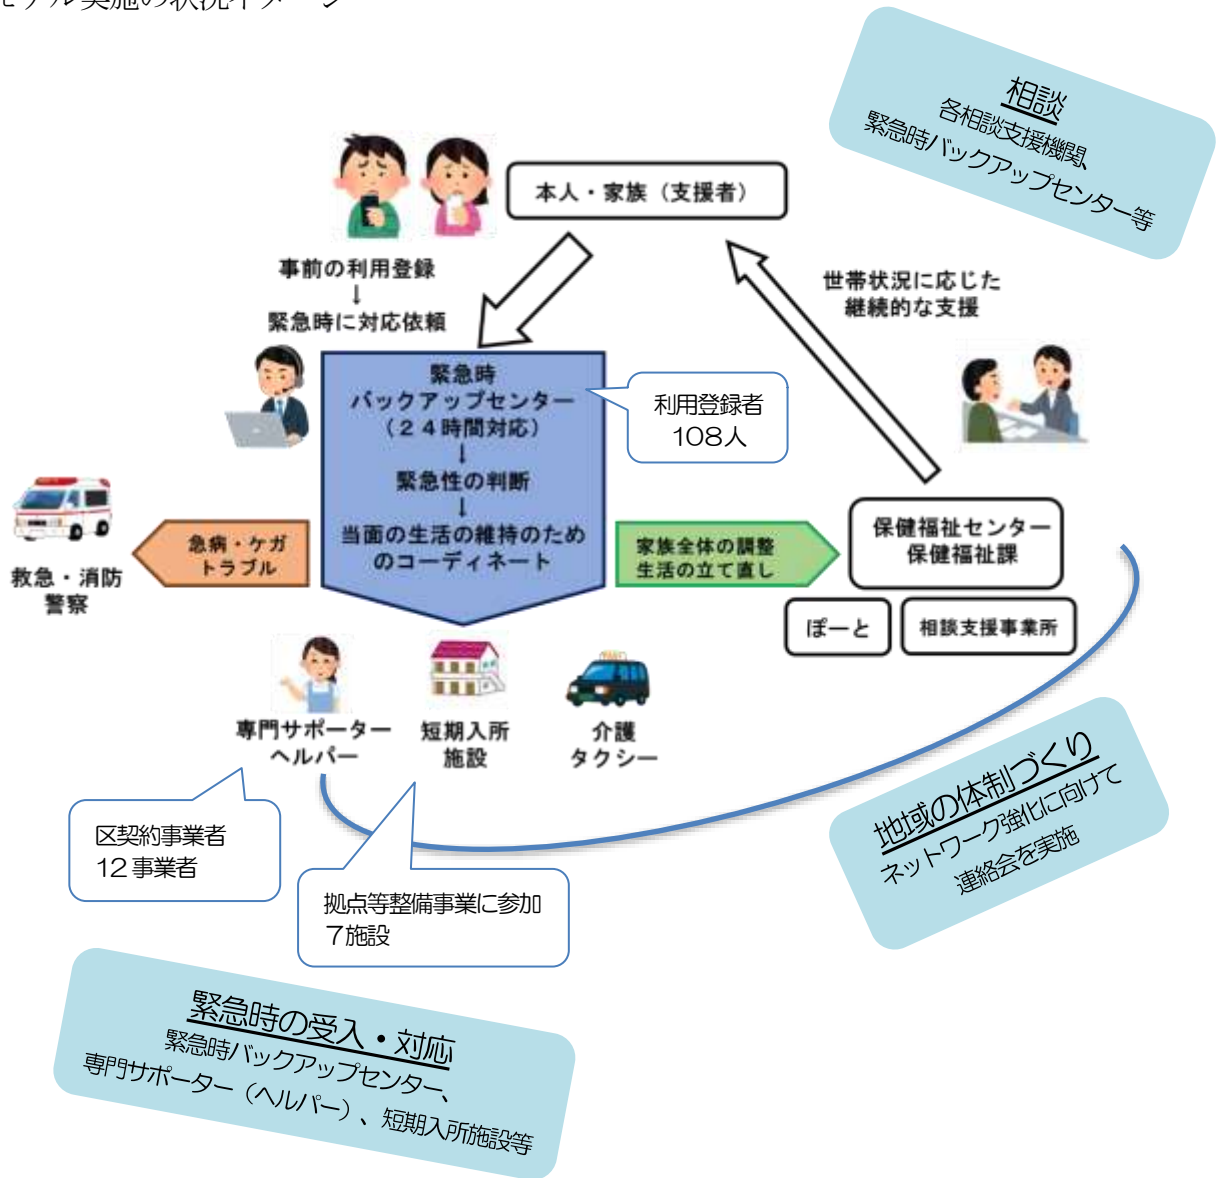 モデル実施の状況イメージ
相談
各相談支援機関、
緊急時バックアップセンター等
本人・家族（支援者）
事前の利用登録
↓
緊急時に対応依頼
世帯状況に応じた
継続的な支援
緊急時
バックアップセンター
（２４時間対応）
↓
緊急性の判断
↓
当面の生活の維持のため
のコーディネート
利用登録者
108人
急病・ケガ
トラブル
救急・消防
警察
家族全体の調整
生活の立て直し
保健福祉センター
保健福祉課
ぽーと
相談支援事業所
専門サポーター
ヘルパー
短期入所
施設
TAXI
介護
タクシー
区契約事業者
12事業者
拠点等整備事業に参加
７施設
地域の体制づくり
ネットワーク強化に向けて
連絡会を実施
緊急時の受入・対応
緊急時バックアップセンター、
専門サポーター（ヘルパー）、短期入所施設等